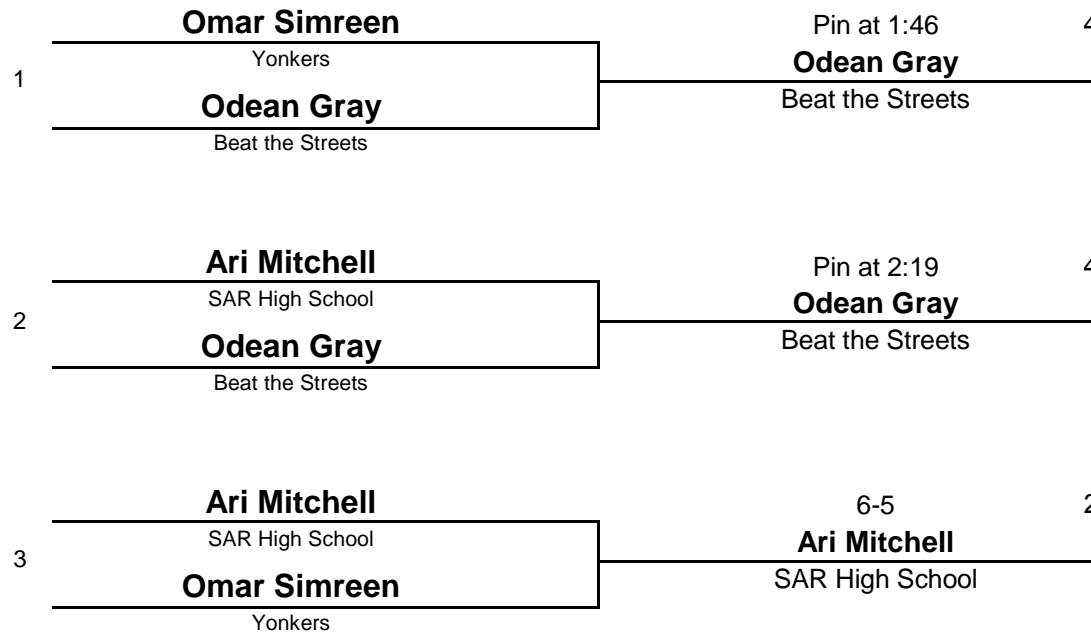 Omar Simreen
Yonkers
1
Odean Gray
Beat the Streets
Pin at 1:46
Odean Gray
Beat the Streets
Ari Mitchell
SAR High School
2
Odean Gray
Beat the Streets
Pin at 2:19
Odean Gray
Beat the Streets
Ari Mitchell
SAR High School
3
Omar Simreen
Yonkers
6-5
Ari Mitchell
SAR High School